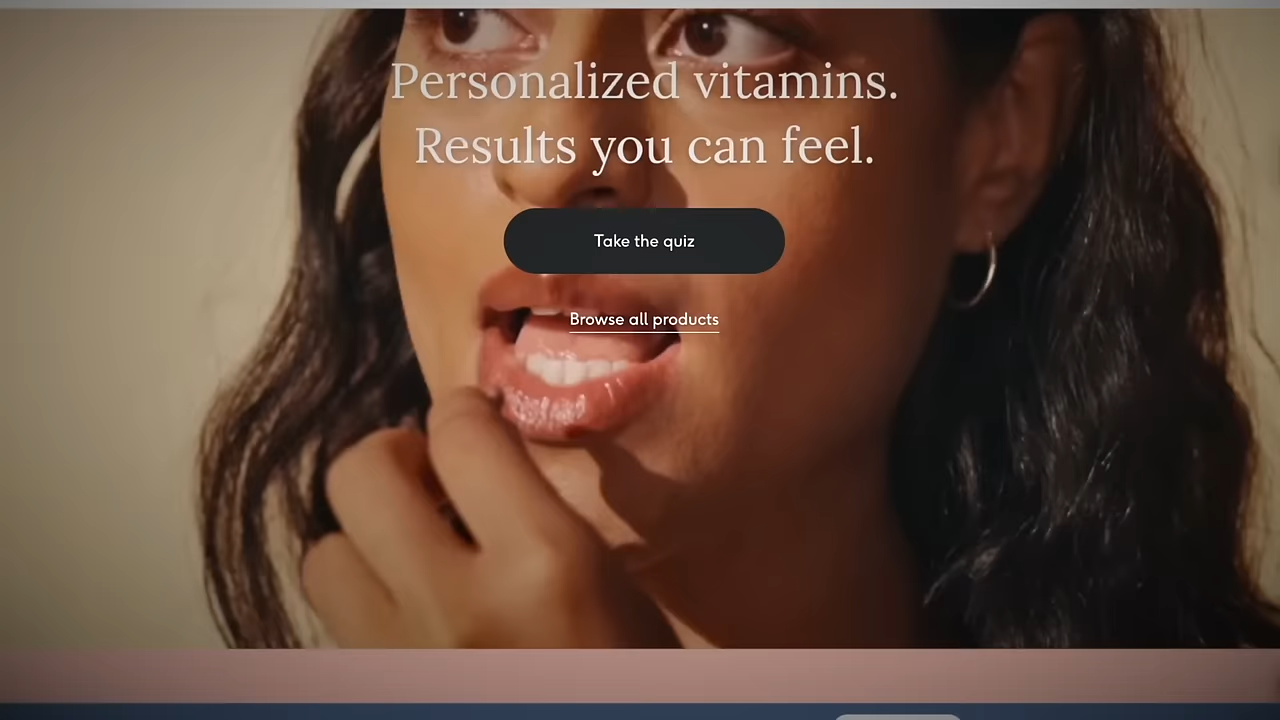 Personalized vitamins.
Results you can feel.
Take the quiz
Browse all products